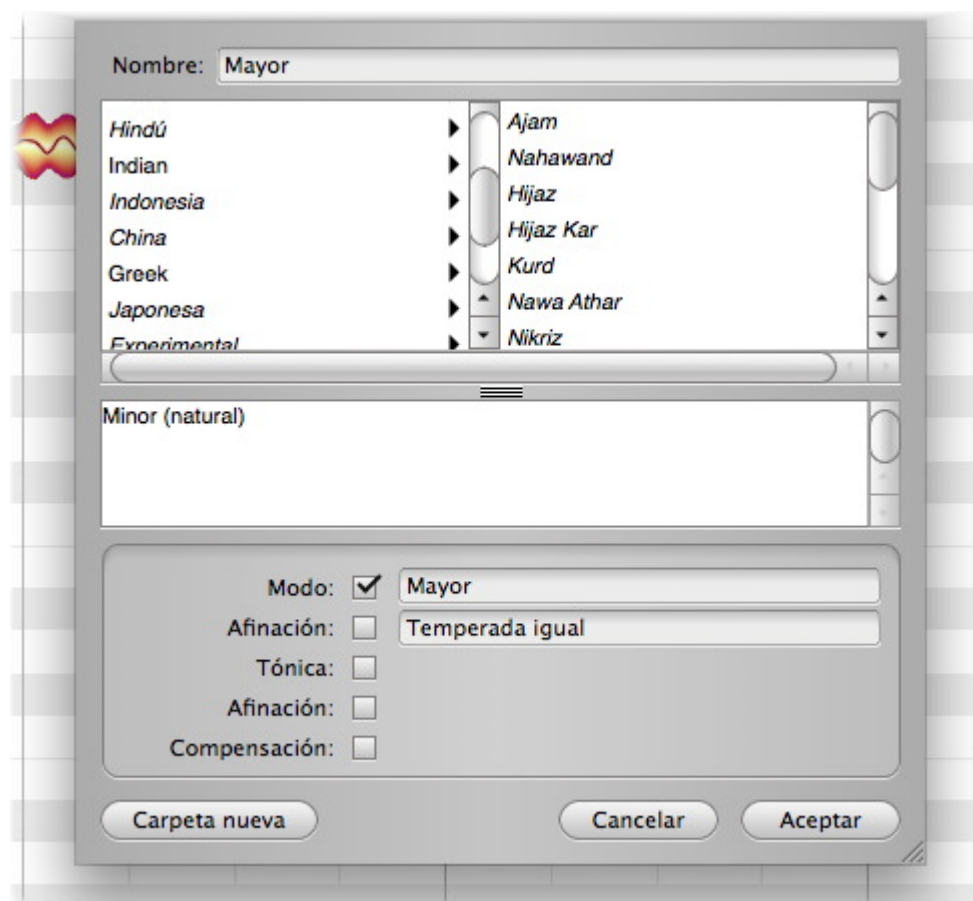 Nombre: Mayor
Hindú
Indian
Indonesia
China
Greek
Japonesa
Experimental
Ajam
Nahawand
Hijaz
Hijaz Kar
Kurd
Nawa Athar
Nikriz
Minor (natural)
Modo: Mayor
Afinación: Temperada igual
Tónica:
Afinación:
Compensación:
Carpeta nueva Cancelar Aceptar